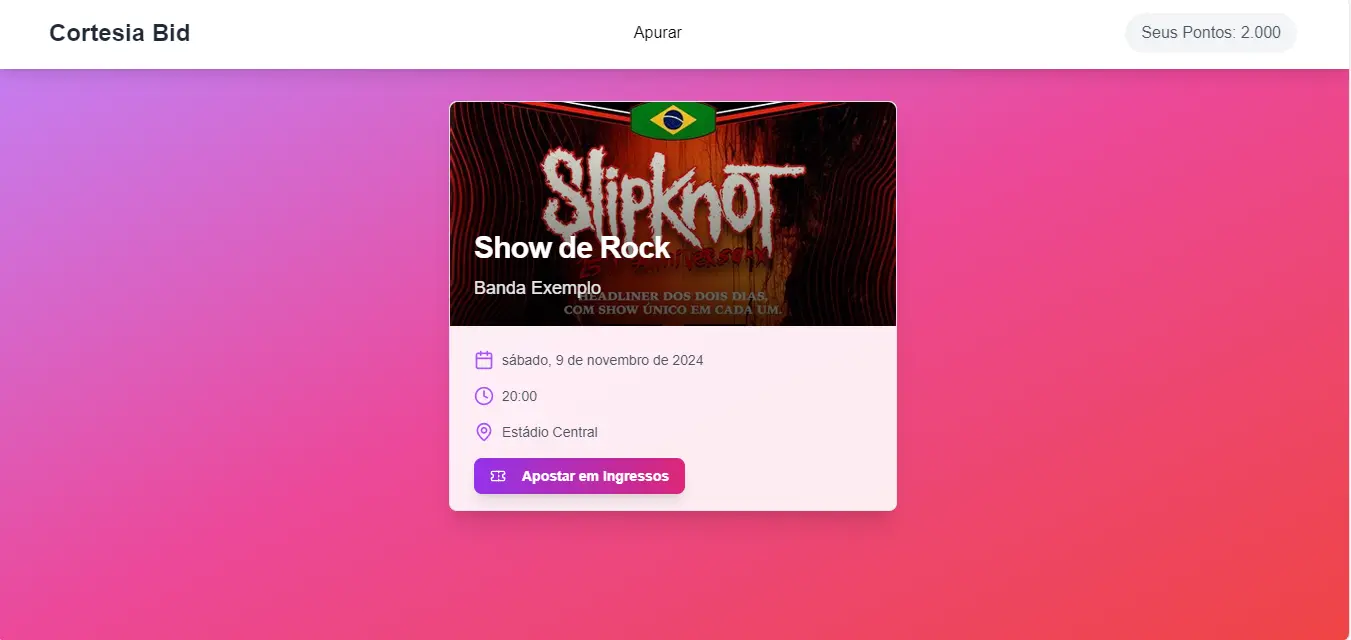 Cortesia Bid
Apurar
Seus Pontos: 2.000
Slipknot
Show de Rock
Banda Exemplo
HEADLINER DOS DOIS DIAS,
COM SHOW ÚNICO EM CADA UM.
sábado, 9 de novembro de 2024
20:00
Estádio Central
Apostar em Ingressos